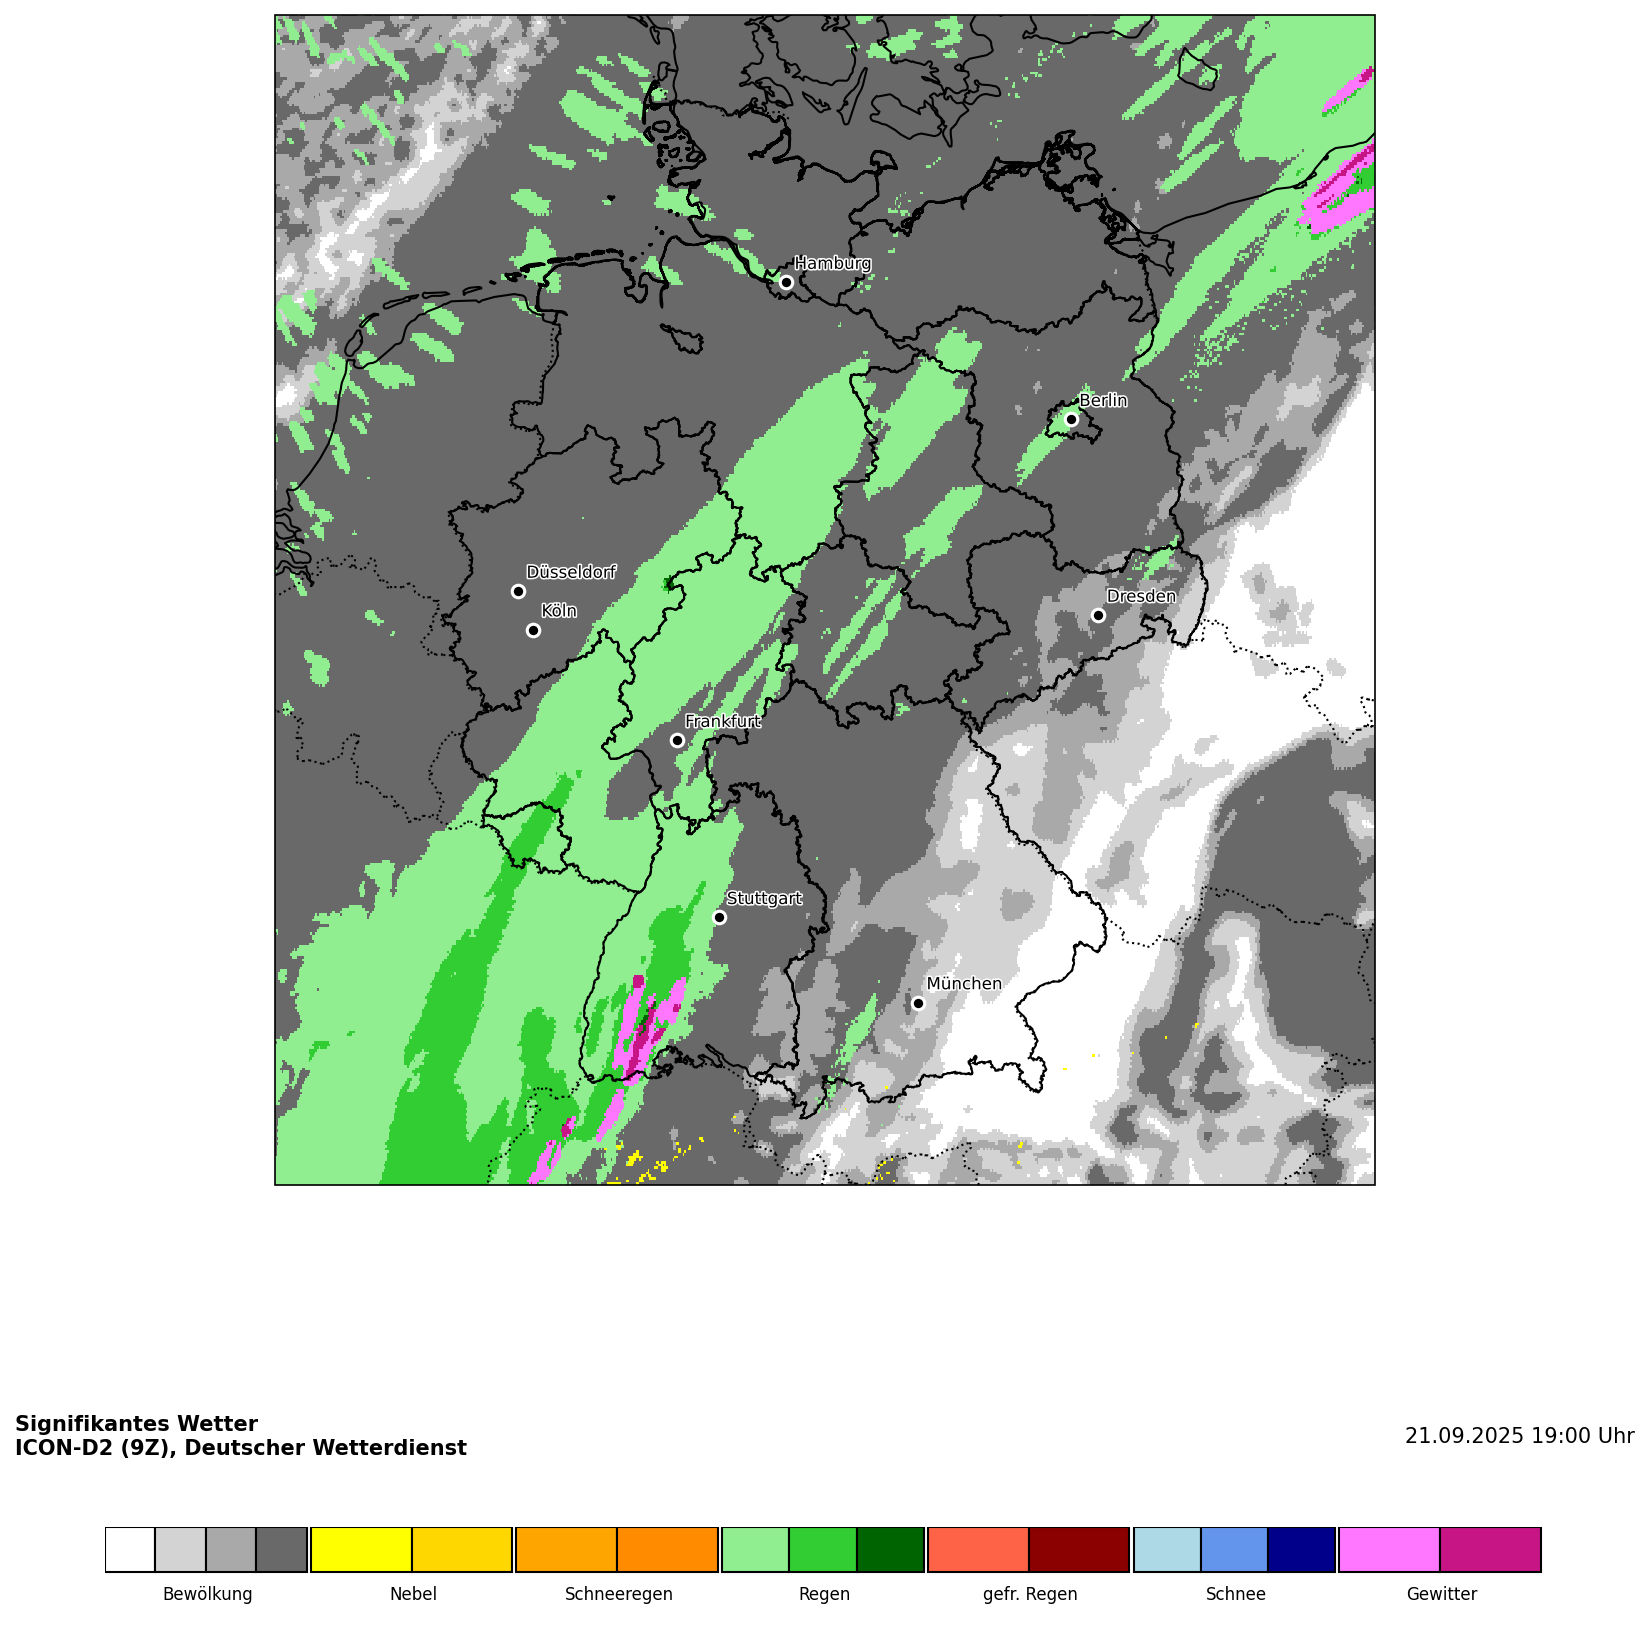 Hamburg
Berlin
Düsseldorf
Köln
Dresden
Frankfurt
Stuttgart
München
Signifikantes Wetter
ICON-D2 (9Z), Deutscher Wetterdienst
21.09.2025 19:00 Uhr
Bewölkung Nebel Schneeregen Regen gefr. Regen Schnee Gewitter